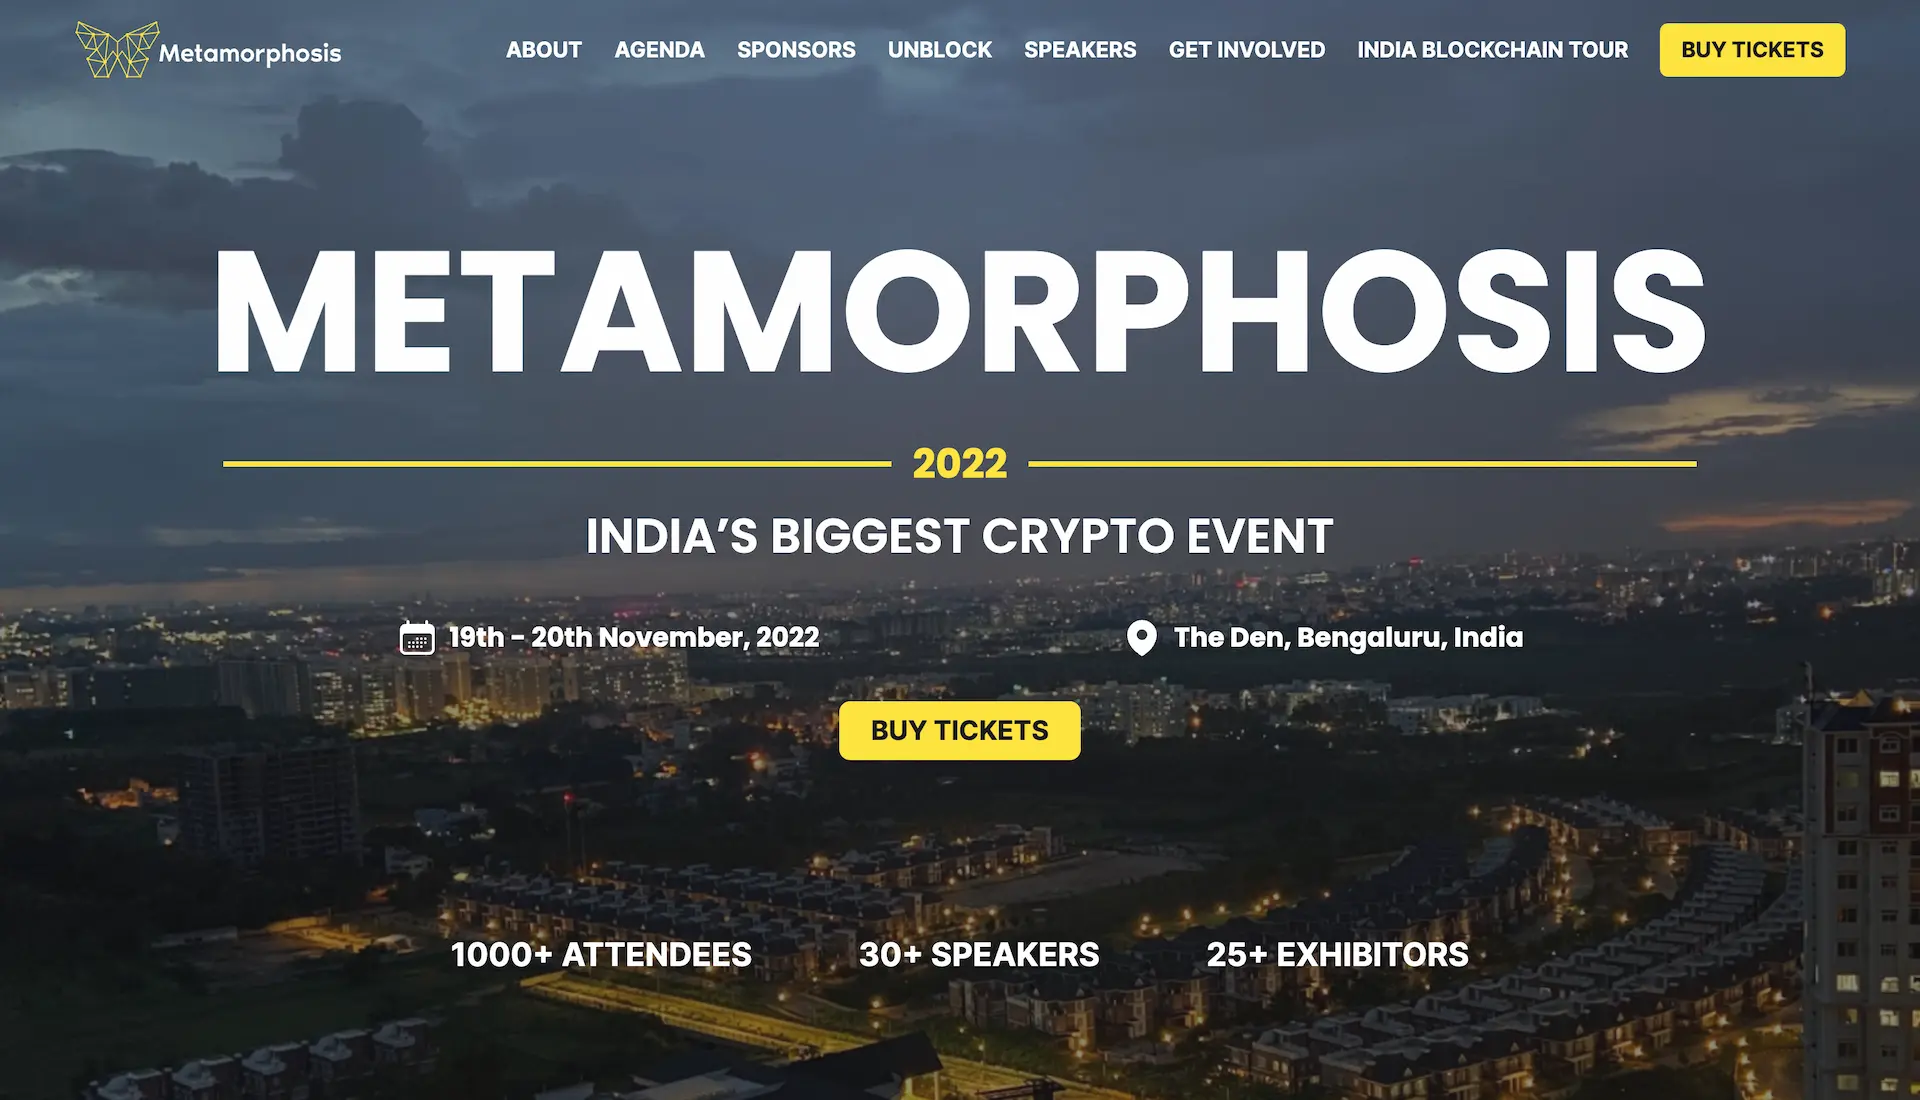 Metamorphosis
ABOUT AGENDA SPONSORS UNBLOCK SPEAKERS GET INVOLVED INDIA BLOCKCHAIN TOUR BUY TICKETS
METAMORPHOSIS
2022
INDIA’S BIGGEST CRYPTO EVENT
19th - 20th November, 2022
The Den, Bengaluru, India
BUY TICKETS
1000+ ATTENDEES 30+ SPEAKERS 25+ EXHIBITORS